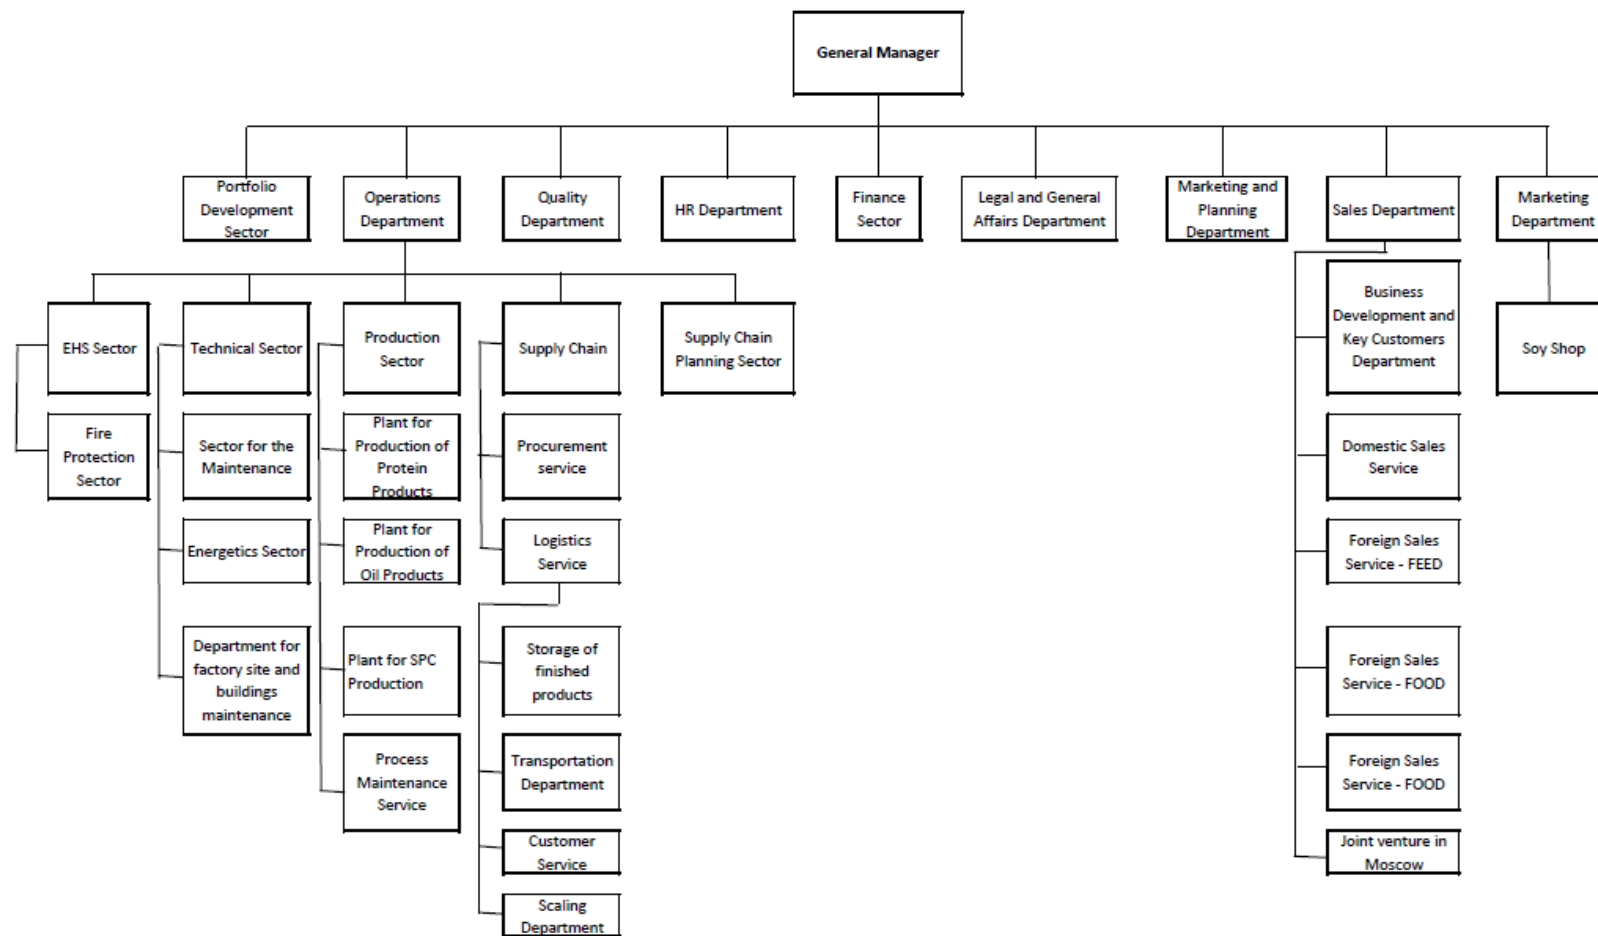 General Manager
Portfolio
Development
Sector
Operations
Department
Quality
Department
HR Department
Finance
Sector
Legal and General
Affairs Department
Marketing and
Planning
Department
Sales Department
Marketing
Department
EHS Sector
Technical Sector
Production
Sector
Supply Chain
Supply Chain
Planning Sector
Business
Development and
Key Customers
Department
Soy Shop
Fire
Protection
Sector
Sector for the
Maintenance
Plant for
Production of
Protein
Products
Procurement
service
Domestic Sales
Service
Energetics Sector
Plant for
Production of
Oil Products
Logistics
Service
Foreign Sales
Service - FEED
Department for
factory site and
buildings
maintenance
Plant for SPC
Production
Storage of
finished
products
Foreign Sales
Service - FOOD
Process
Maintenance
Service
Transportation
Department
Foreign Sales
Service - FOOD
Customer
Service
Joint venture in
Moscow
Scaling
Department